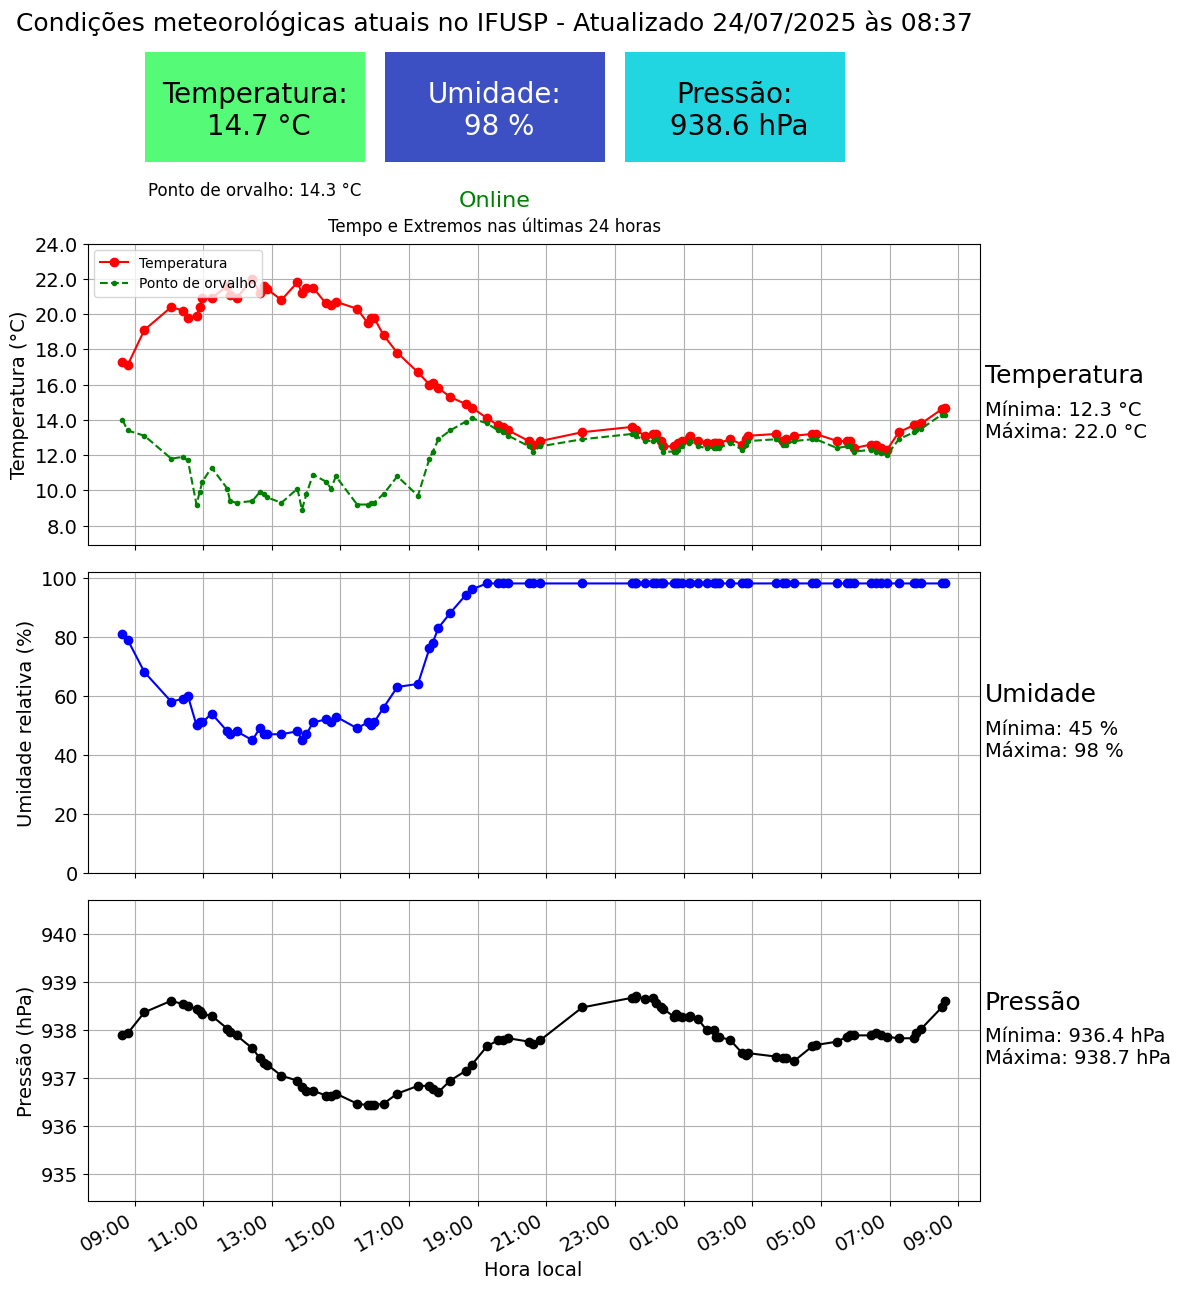 Condições meteorológicas atuais no IFUSP - Atualizado 24/07/2025 às 08:37
Temperatura:
14.7 °C
Umidade:
98 %
Pressão:
938.6 hPa
Ponto de orvalho: 14.3 °C
Online
Tempo e Extremos nas últimas 24 horas
Temperatura
Ponto de orvalho
Temperatura (°C)
24.0
22.0
20.0
18.0
16.0
14.0
12.0
10.0
8.0
Temperatura
Mínima: 12.3 °C
Máxima: 22.0 °C
Umidade relativa (%)
100
80
60
40
20
0
Umidade
Mínima: 45 %
Máxima: 98 %
Pressão (hPa)
940
939
938
937
936
935
Pressão
Mínima: 936.4 hPa
Máxima: 938.7 hPa
09:00
11:00
13:00
15:00
17:00
19:00
21:00
23:00
01:00
03:00
05:00
07:00
09:00
Hora local